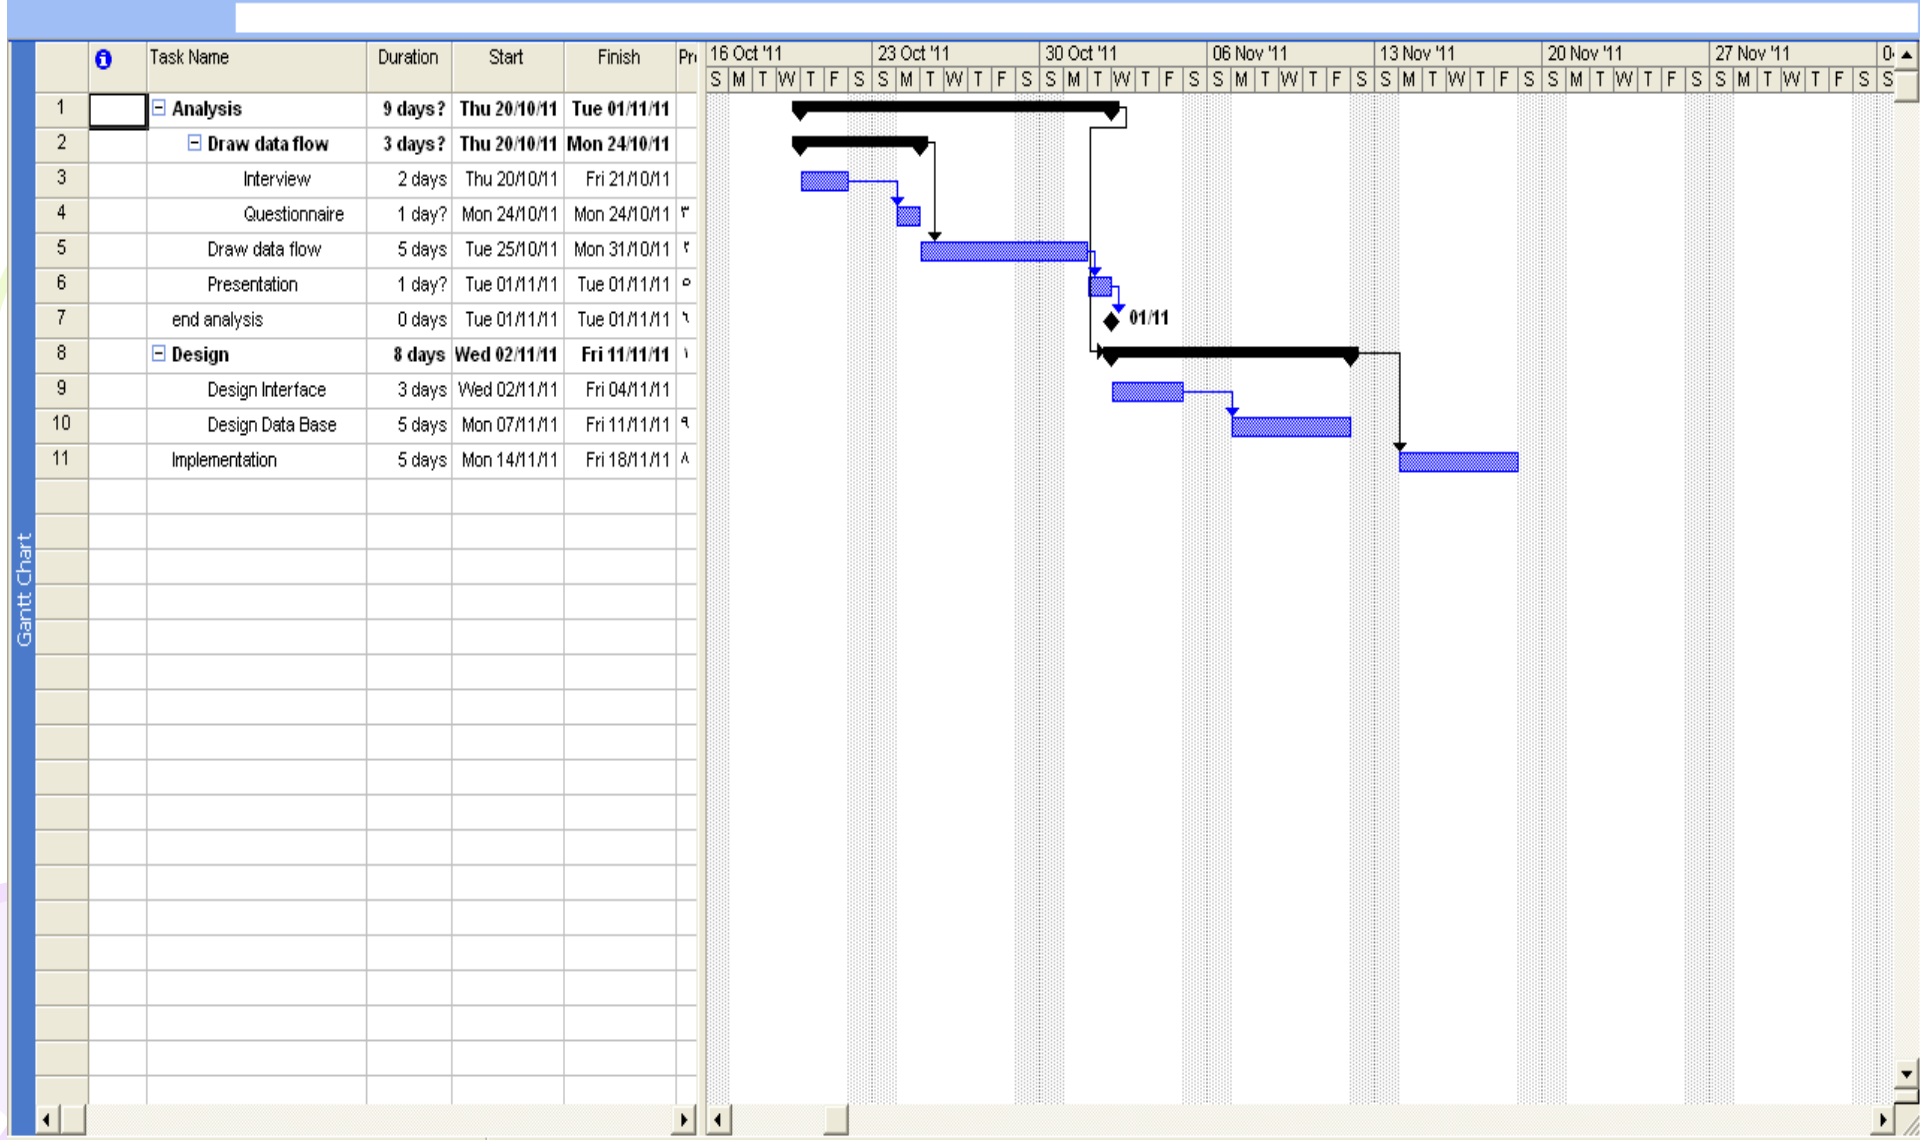 Task Name Duration Start Finish Pr
16 Oct '11 23 Oct '11 30 Oct '11 06 Nov '11 13 Nov '11 20 Nov '11 27 Nov '11 0
S M T W T F S S M T W T F S S M T W T F S S M T W T F S S M T W T F S S M T W T F S S M T W T F S S
1 Analysis 9 days? Thu 20/10/11 Tue 01/11/11
2 Draw data flow 3 days? Thu 20/10/11 Mon 24/10/11
3 Interview 2 days Thu 20/10/11 Fri 21/10/11
4 Questionnaire 1 day? Mon 24/10/11 Mon 24/10/11 ٣
5 Draw data flow 5 days Tue 25/10/11 Mon 31/10/11 ٢
6 Presentation 1 day? Tue 01/11/11 Tue 01/11/11 ٥
7 end analysis 0 days Tue 01/11/11 Tue 01/11/11 ٦ 01/11
8 Design 8 days Wed 02/11/11 Fri 11/11/11 ١
9 Design Interface 3 days Wed 02/11/11 Fri 04/11/11
10 Design Data Base 5 days Mon 07/11/11 Fri 11/11/11 ٩
11 Implementation 5 days Mon 14/11/11 Fri 18/11/11 ٨
Gantt Chart